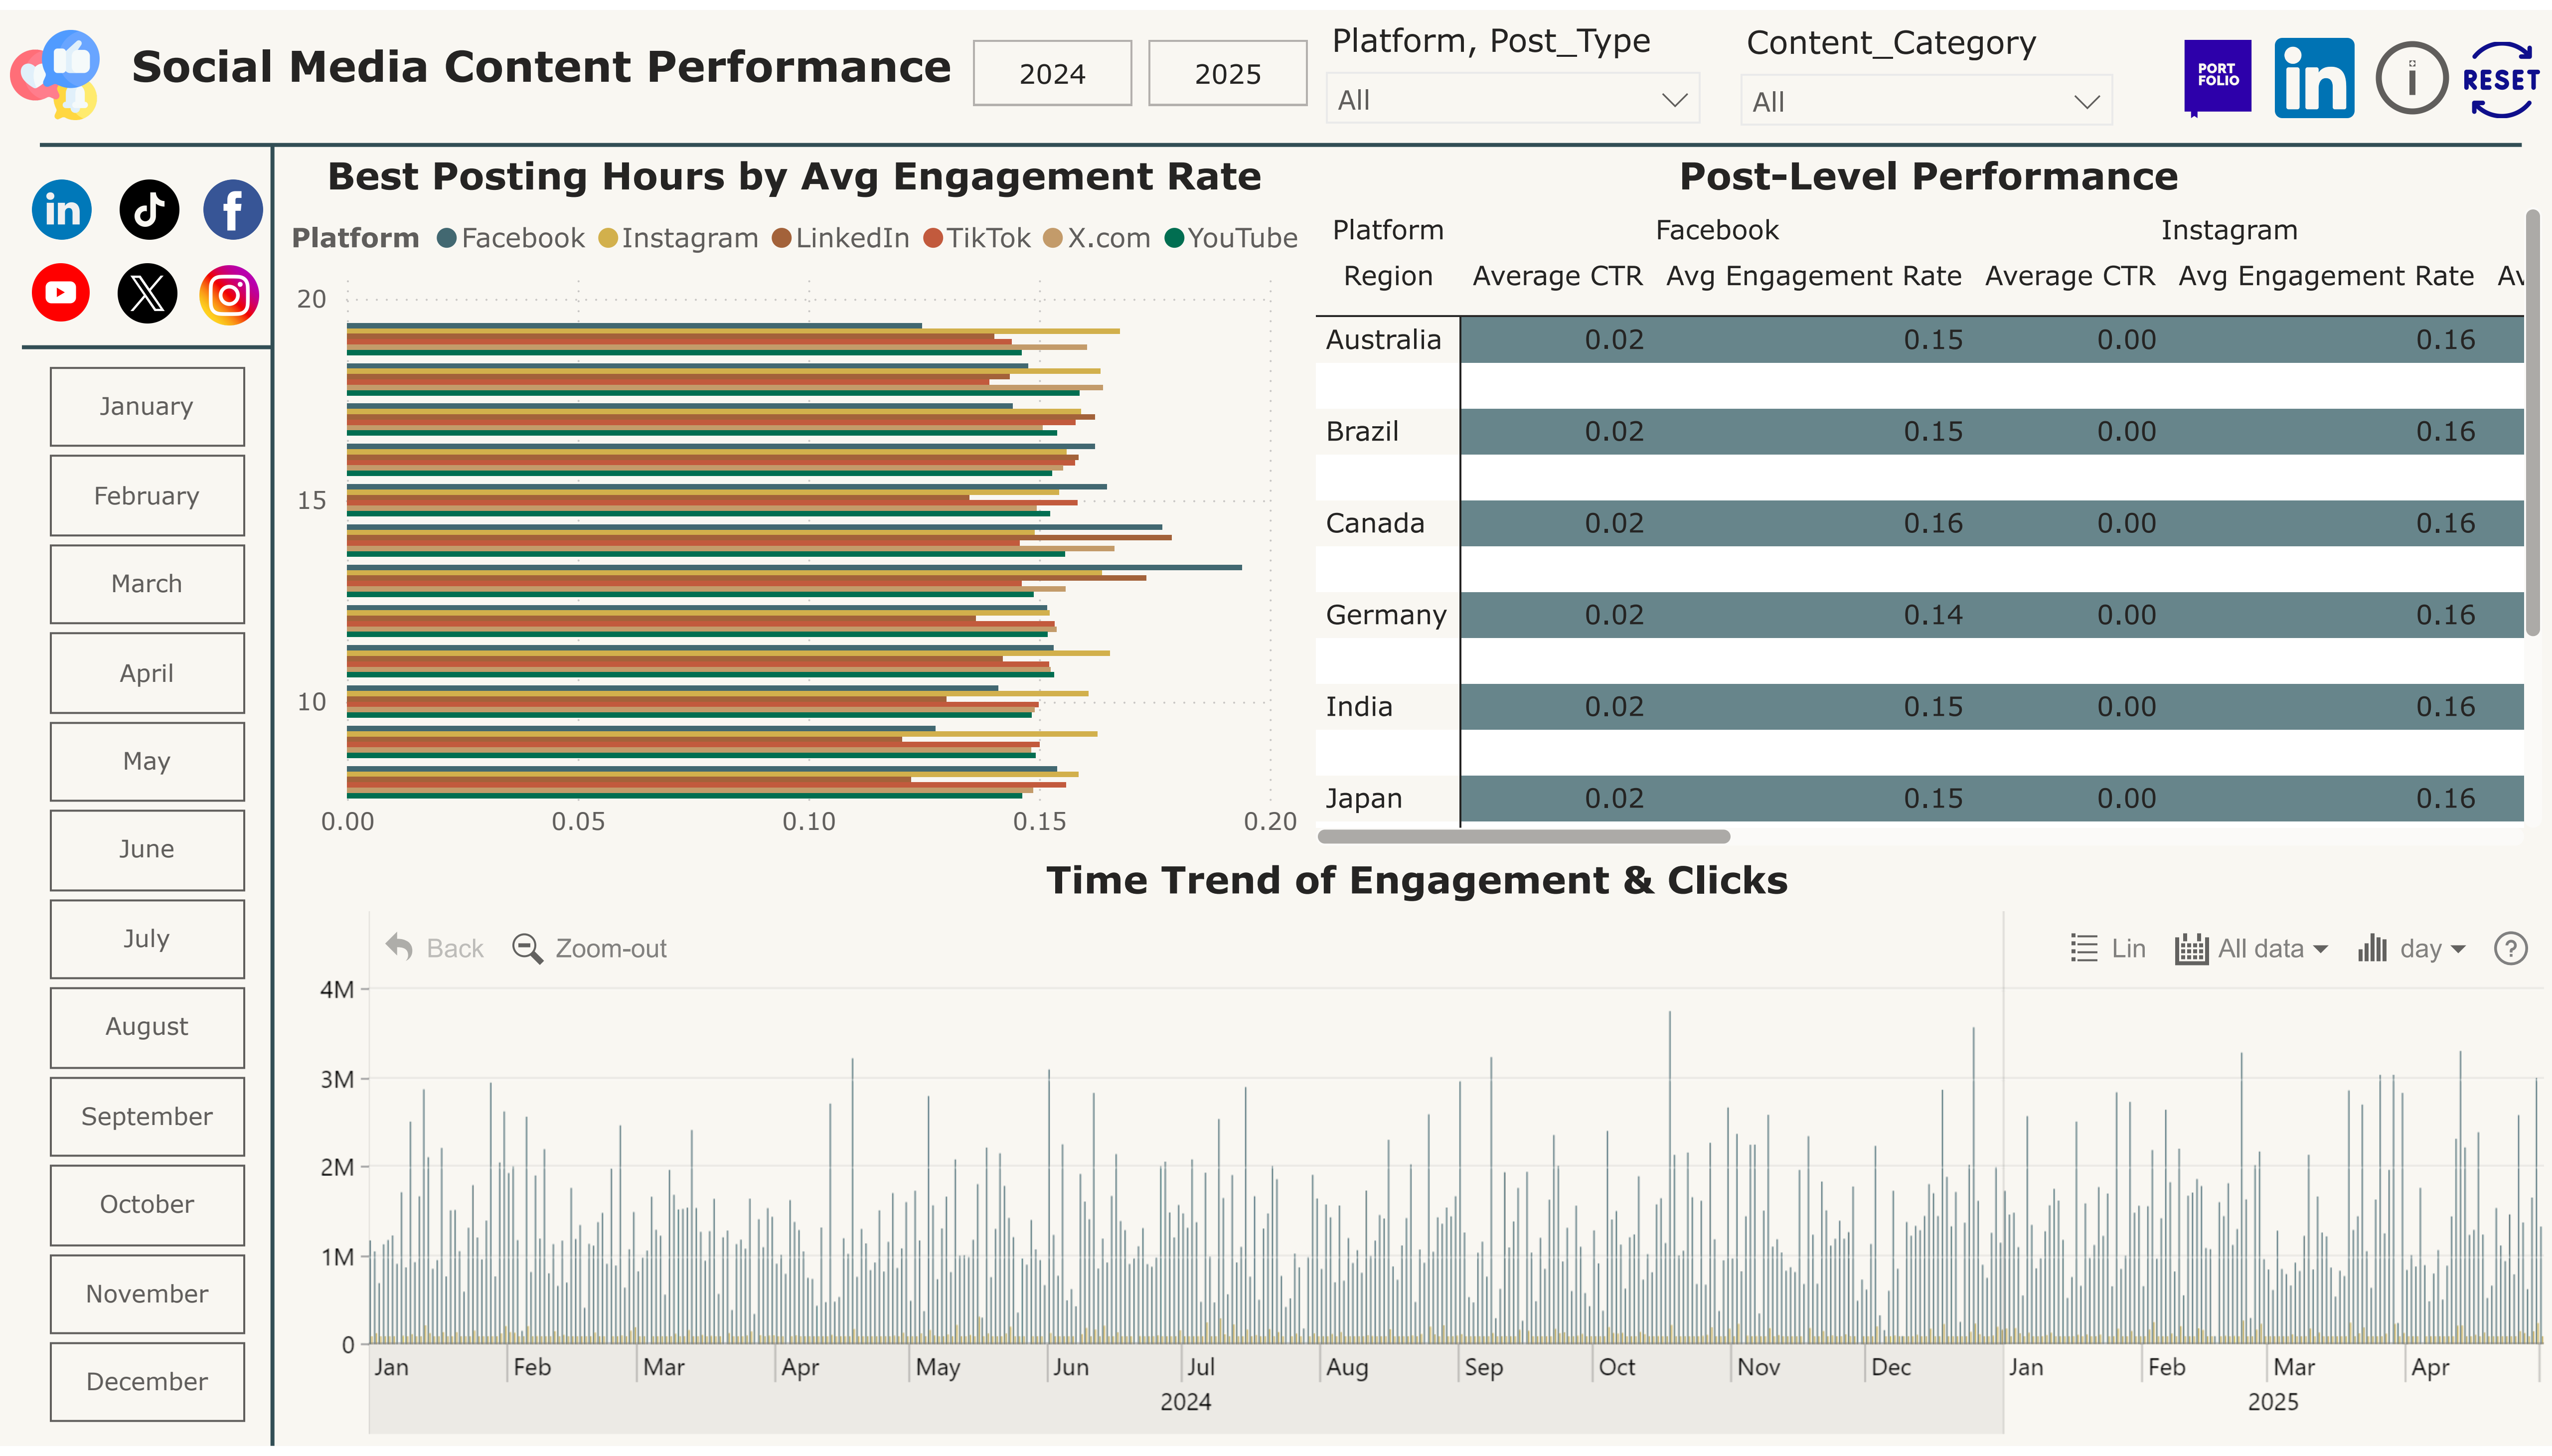 Social Media Content Performance
2024
2025
Platform, Post_Type
All
Content_Category
All
PORT
FOLIO
in
i
RESET
in
f
X
January
February
March
April
May
June
July
August
September
October
November
December
Best Posting Hours by Avg Engagement Rate
Platform Facebook Instagram LinkedIn TikTok X.com YouTube
20
15
10
0.00 0.05 0.10 0.15 0.20
Post-Level Performance
Platform Facebook Instagram
Region Average CTR Avg Engagement Rate Average CTR Avg Engagement Rate Av
Australia 0.02 0.15 0.00 0.16
Brazil 0.02 0.15 0.00 0.16
Canada 0.02 0.16 0.00 0.16
Germany 0.02 0.14 0.00 0.16
India 0.02 0.15 0.00 0.16
Japan 0.02 0.15 0.00 0.16
Time Trend of Engagement & Clicks
Back Zoom-out Lin All data day ?
4M
3M
2M
1M
0
Jan Feb Mar Apr May Jun Jul Aug Sep Oct Nov Dec Jan Feb Mar Apr
2024 2025